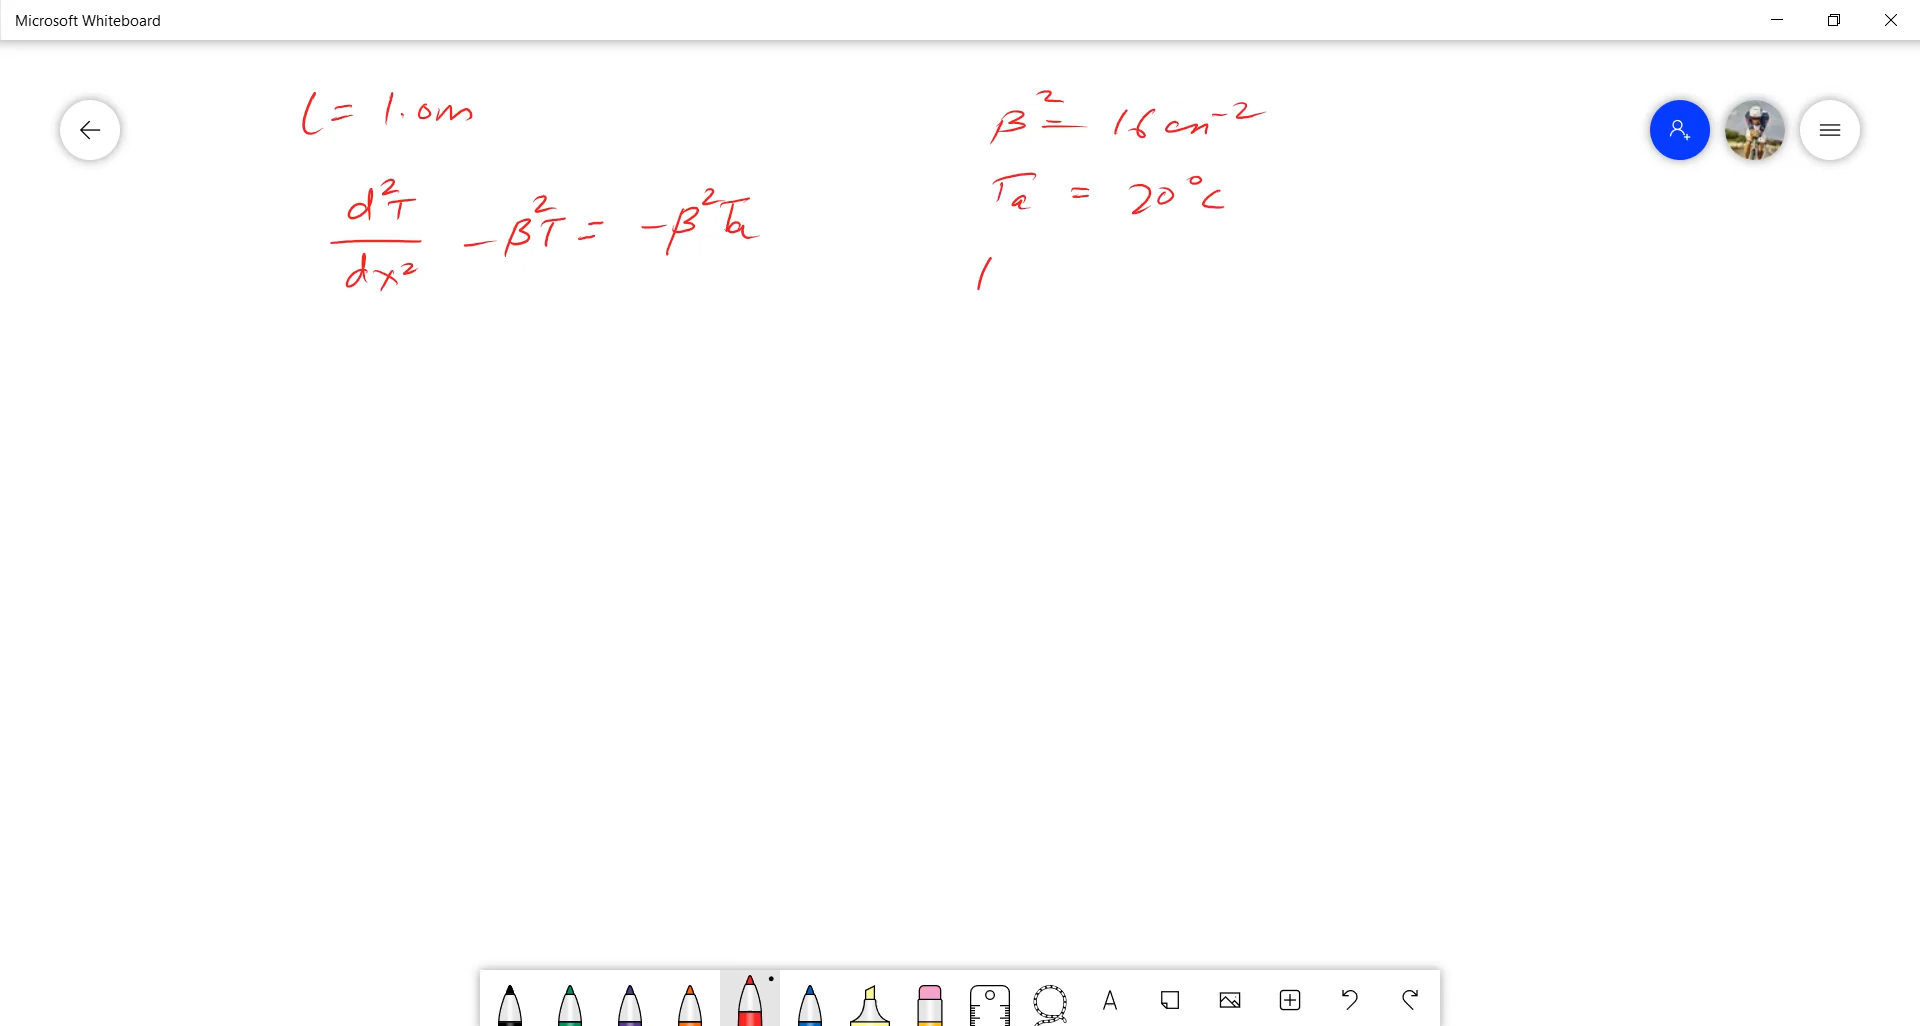 Microsoft Whiteboard
L = 1.0m
d²T/dx² - β²T = -β²Ta
β² = 16 cm⁻²
Ta = 20°C